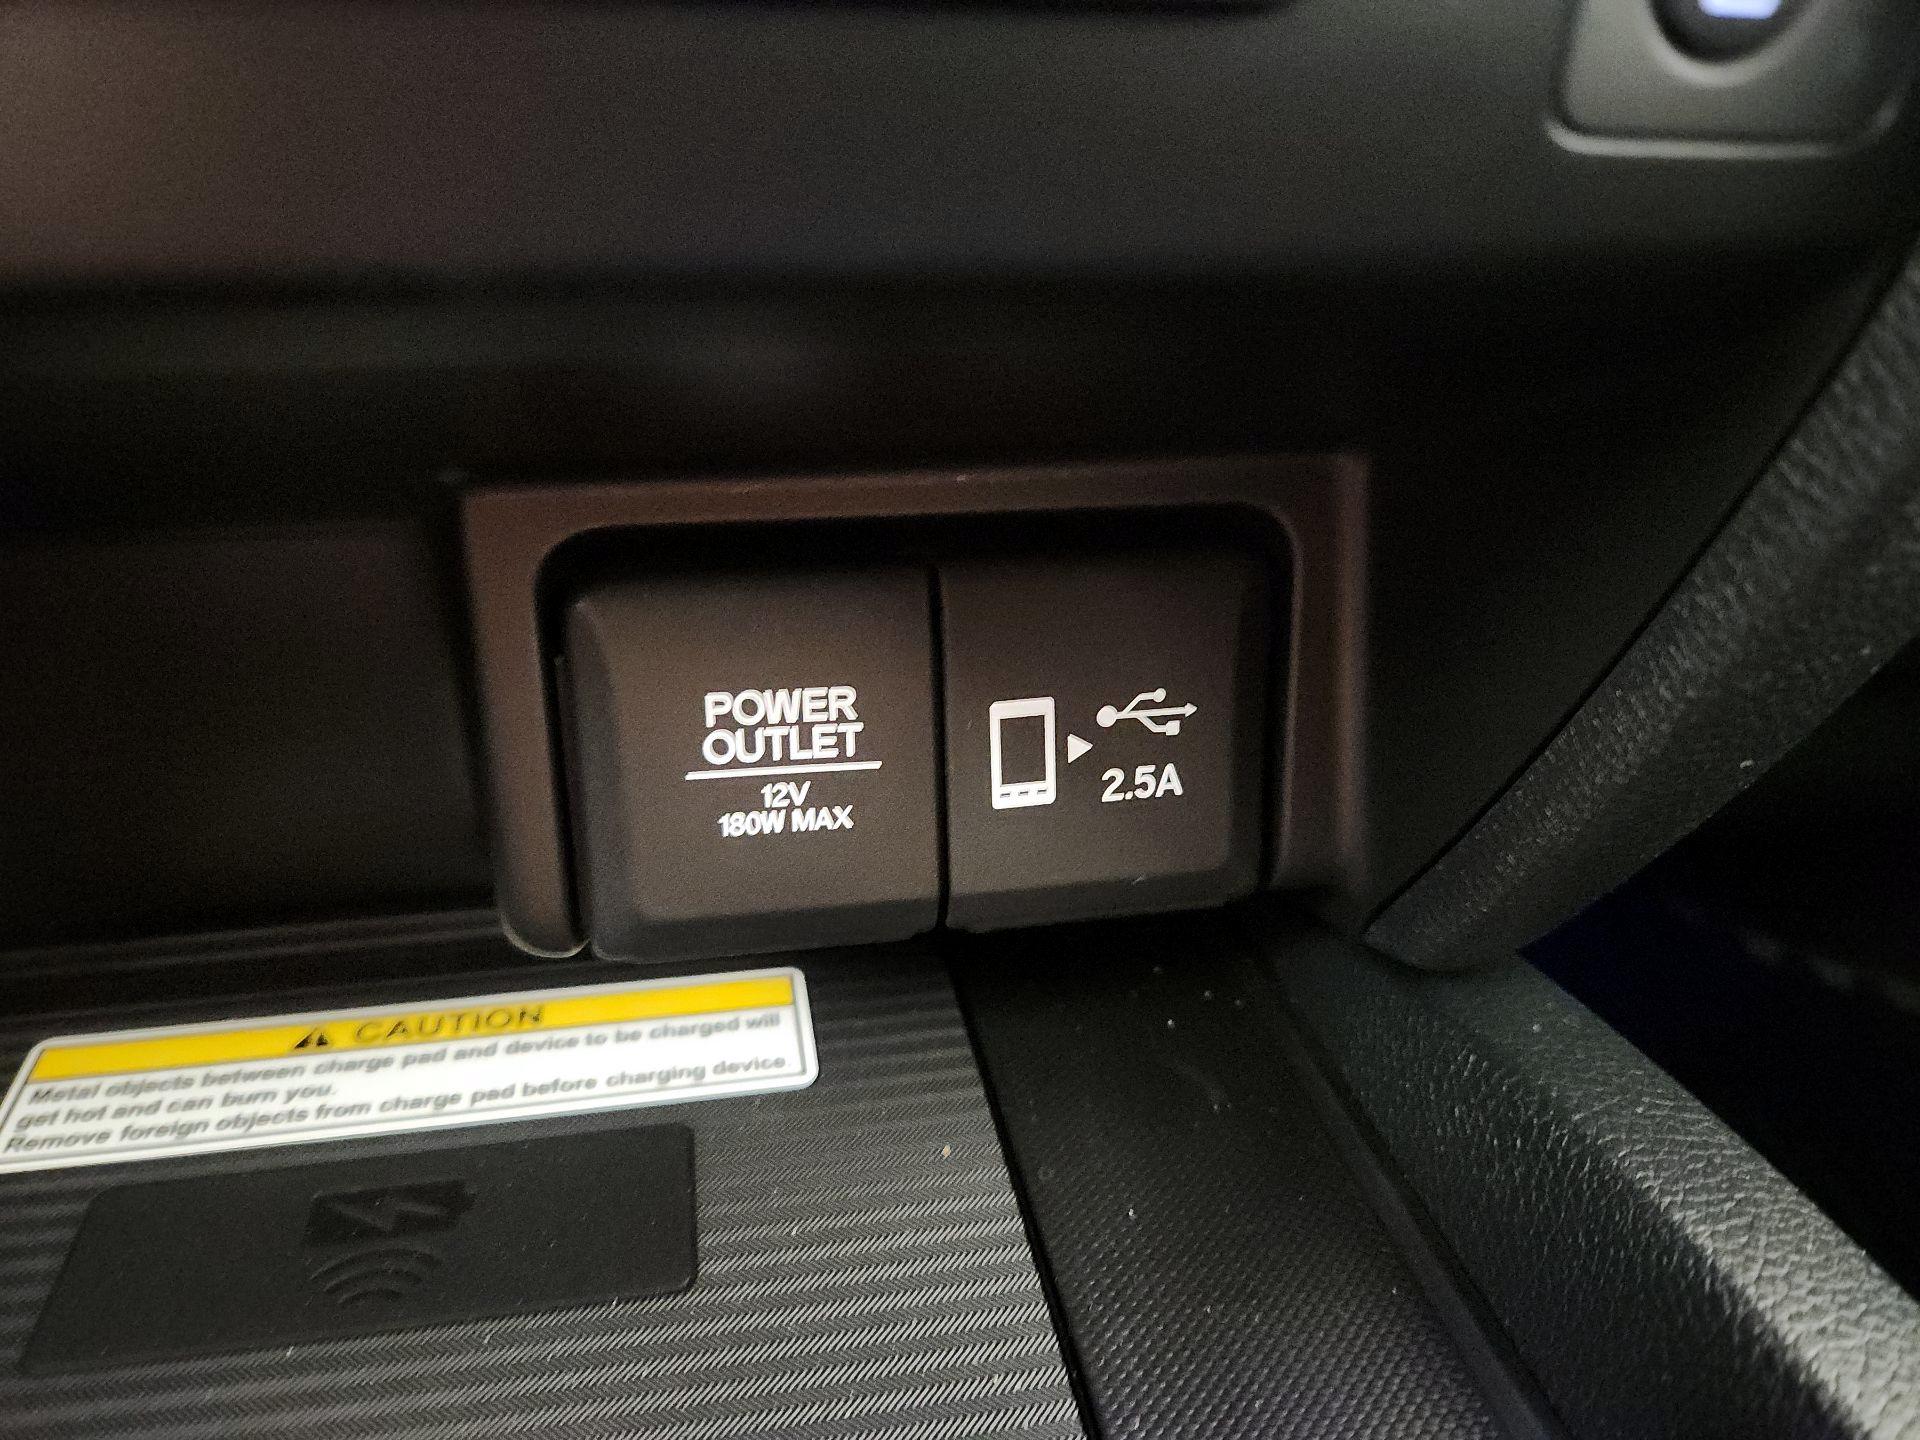 POWER
OUTLET
12V
180W MAX
2.5A
CAUTION
Metal objects between charge pad and device to be charged will
get hot and can burn you.
Remove foreign objects from charge pad before charging device.